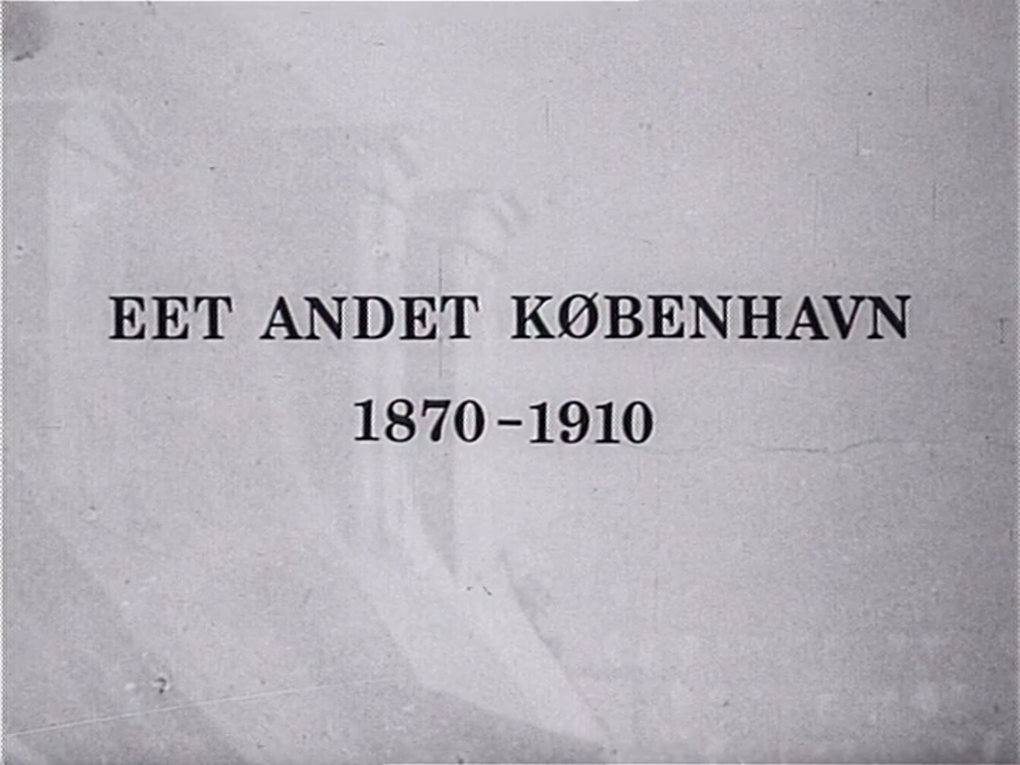 EET ANDET KØBENHAVN
1870-1910